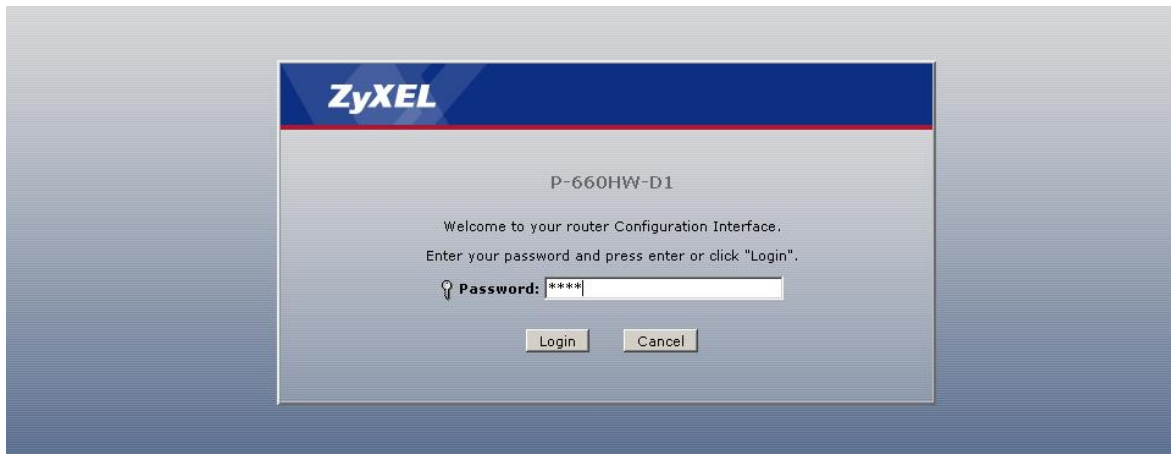 ZyXEL
P-660HW-D1
Welcome to your router Configuration Interface.
Enter your password and press enter or click "Login".
Password: ****
Login Cancel